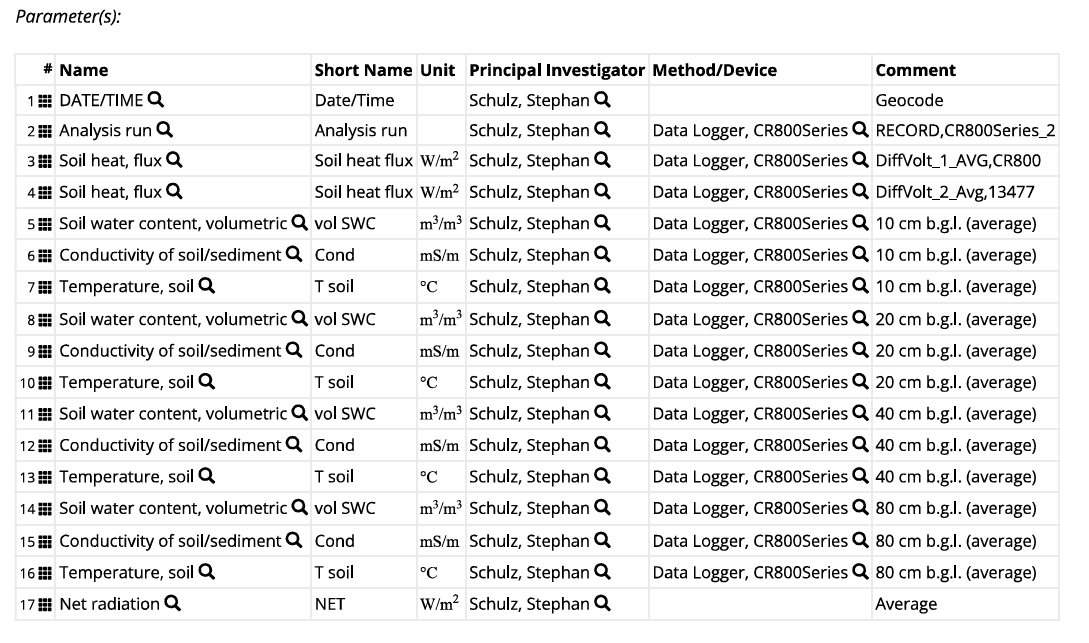 Parameter(s):
# Name Short Name Unit Principal Investigator Method/Device Comment
1 DATE/TIME Date/Time Schulz, Stephan Geocode
2 Analysis run Analysis run Schulz, Stephan Data Logger, CR800Series RECORD,CR800Series_2
3 Soil heat, flux Soil heat flux W/m² Schulz, Stephan Data Logger, CR800Series DiffVolt_1_AVG,CR800
4 Soil heat, flux Soil heat flux W/m² Schulz, Stephan Data Logger, CR800Series DiffVolt_2_Avg,13477
5 Soil water content, volumetric vol SWC m³/m³ Schulz, Stephan Data Logger, CR800Series 10 cm b.g.l. (average)
6 Conductivity of soil/sediment Cond mS/m Schulz, Stephan Data Logger, CR800Series 10 cm b.g.l. (average)
7 Temperature, soil T soil °C Schulz, Stephan Data Logger, CR800Series 10 cm b.g.l. (average)
8 Soil water content, volumetric vol SWC m³/m³ Schulz, Stephan Data Logger, CR800Series 20 cm b.g.l. (average)
9 Conductivity of soil/sediment Cond mS/m Schulz, Stephan Data Logger, CR800Series 20 cm b.g.l. (average)
10 Temperature, soil T soil °C Schulz, Stephan Data Logger, CR800Series 20 cm b.g.l. (average)
11 Soil water content, volumetric vol SWC m³/m³ Schulz, Stephan Data Logger, CR800Series 40 cm b.g.l. (average)
12 Conductivity of soil/sediment Cond mS/m Schulz, Stephan Data Logger, CR800Series 40 cm b.g.l. (average)
13 Temperature, soil T soil °C Schulz, Stephan Data Logger, CR800Series 40 cm b.g.l. (average)
14 Soil water content, volumetric vol SWC m³/m³ Schulz, Stephan Data Logger, CR800Series 80 cm b.g.l. (average)
15 Conductivity of soil/sediment Cond mS/m Schulz, Stephan Data Logger, CR800Series 80 cm b.g.l. (average)
16 Temperature, soil T soil °C Schulz, Stephan Data Logger, CR800Series 80 cm b.g.l. (average)
17 Net radiation NET W/m² Schulz, Stephan Average